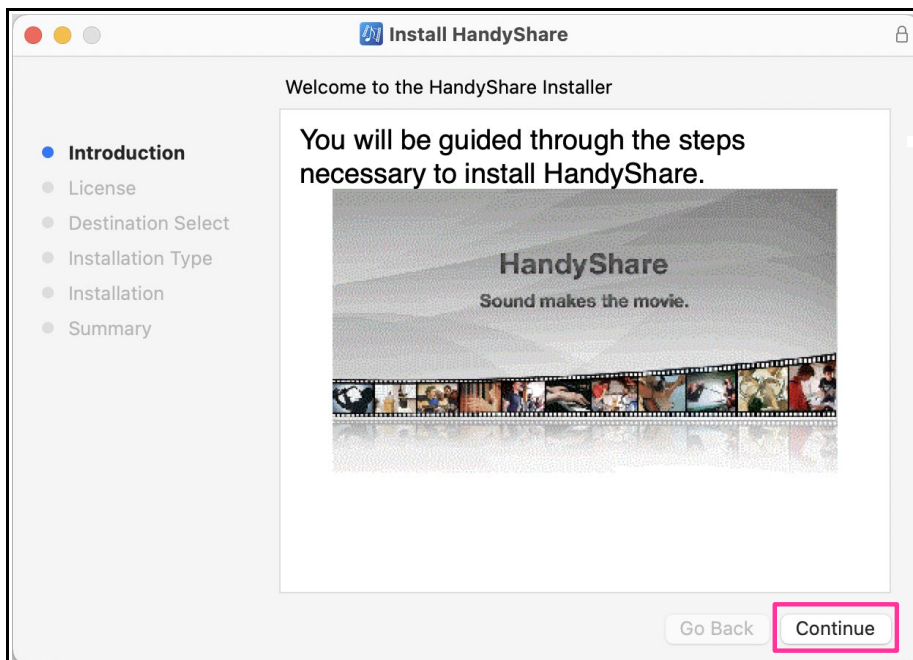 Install HandyShare
Welcome to the HandyShare Installer
Introduction
License
Destination Select
Installation Type
Installation
Summary
You will be guided through the steps
necessary to install HandyShare.
HandyShare
Sound makes the movie.
Go Back
Continue